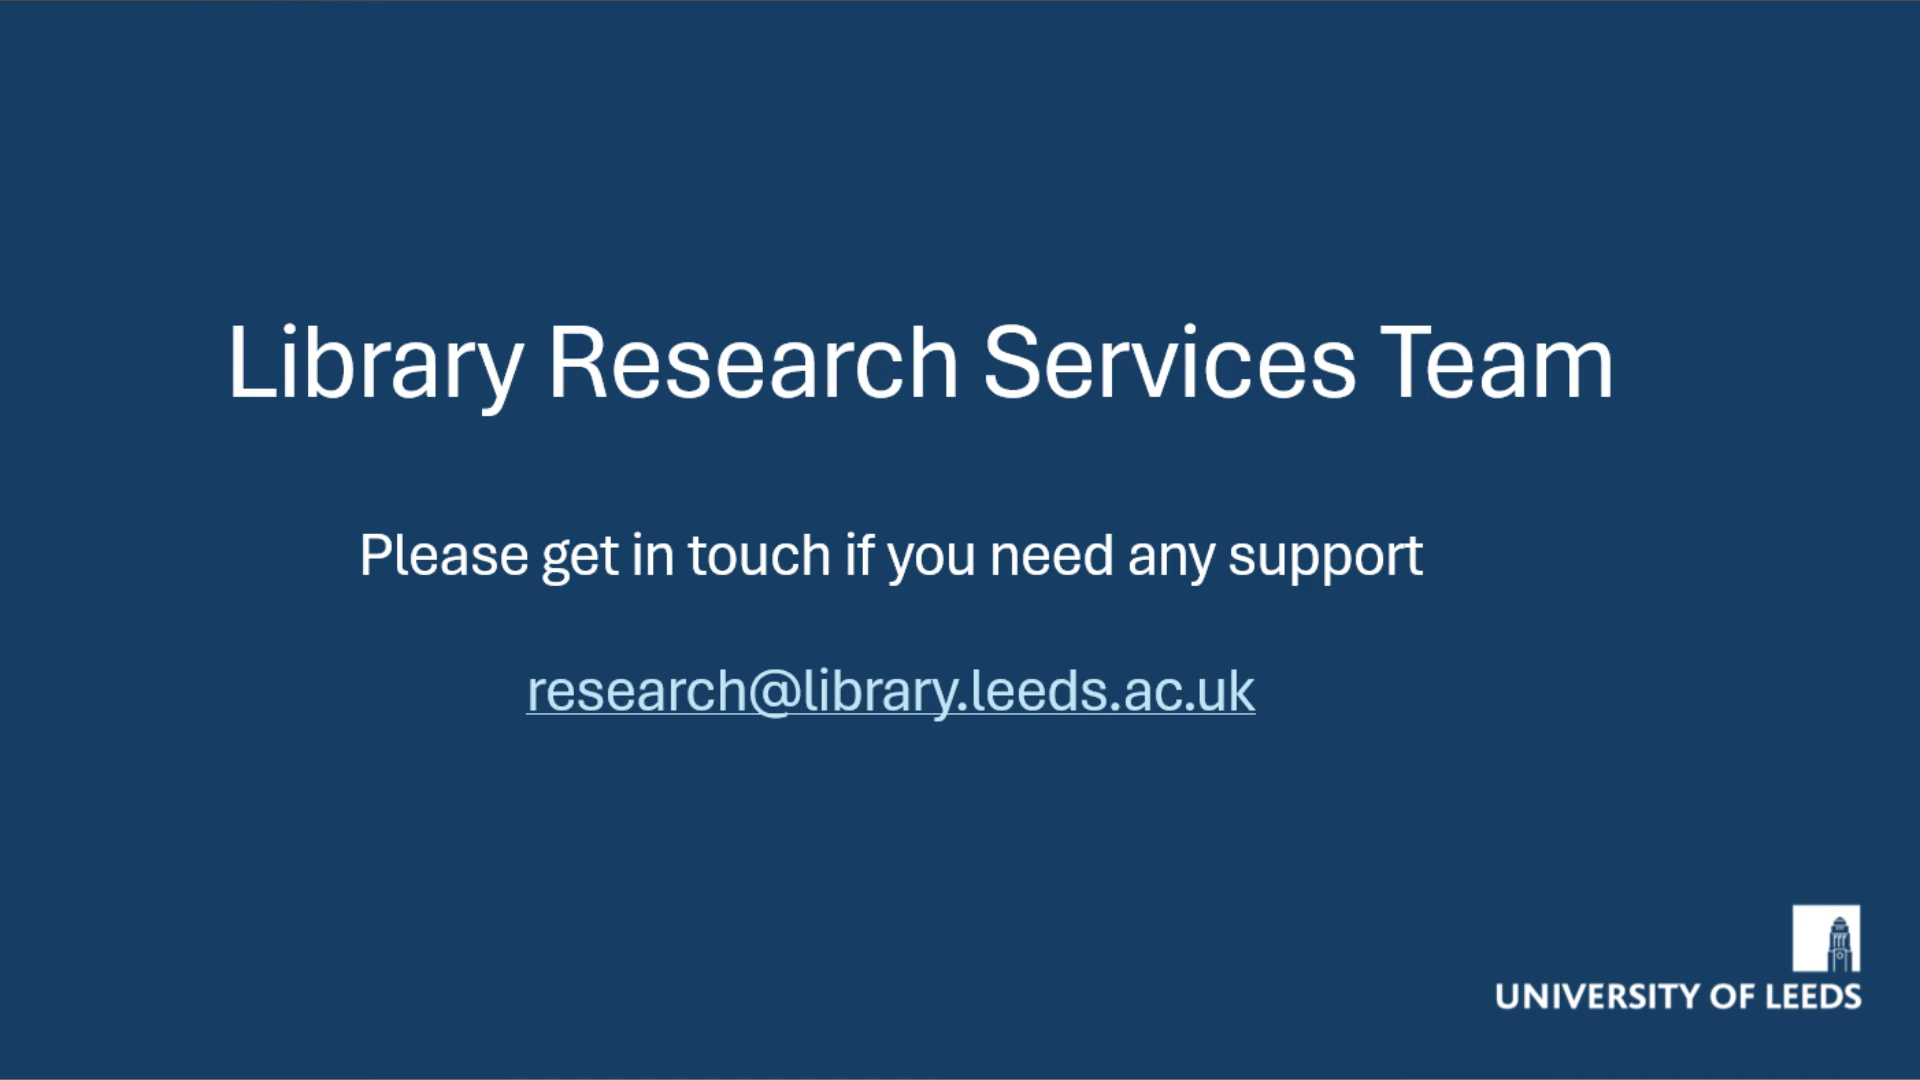 Library Research Services Team
Please get in touch if you need any support
research@library.leeds.ac.uk
UNIVERSITY OF LEEDS